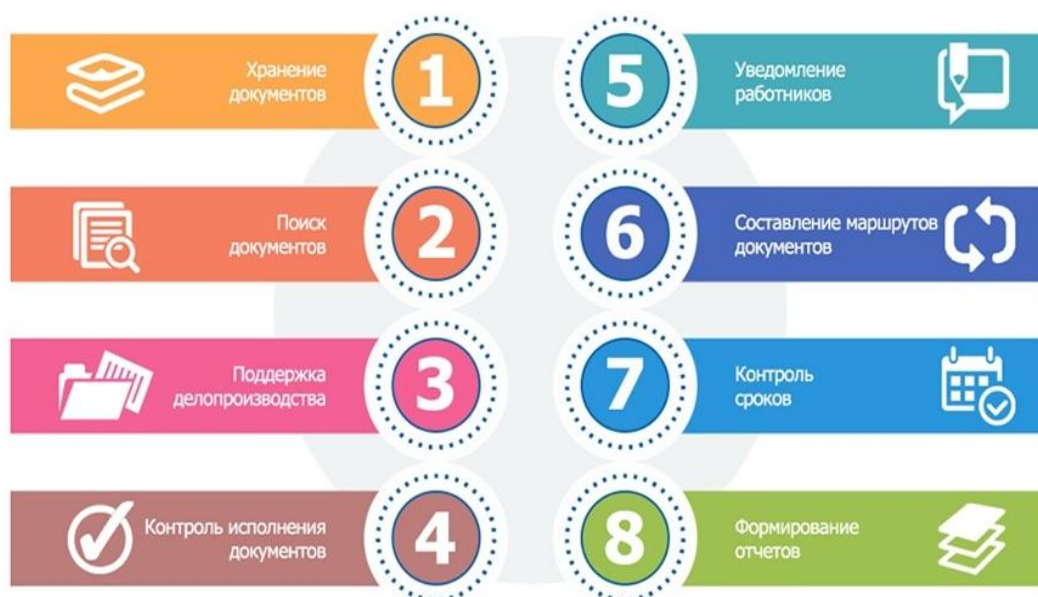 1
Хранение
документов
2
Поиск
документов
3
Поддержка
делопроизводства
4
Контроль исполнения
документов
5
Уведомление
работников
6
Составление маршрутов
документов
7
Контроль
сроков
8
Формирование
отчетов